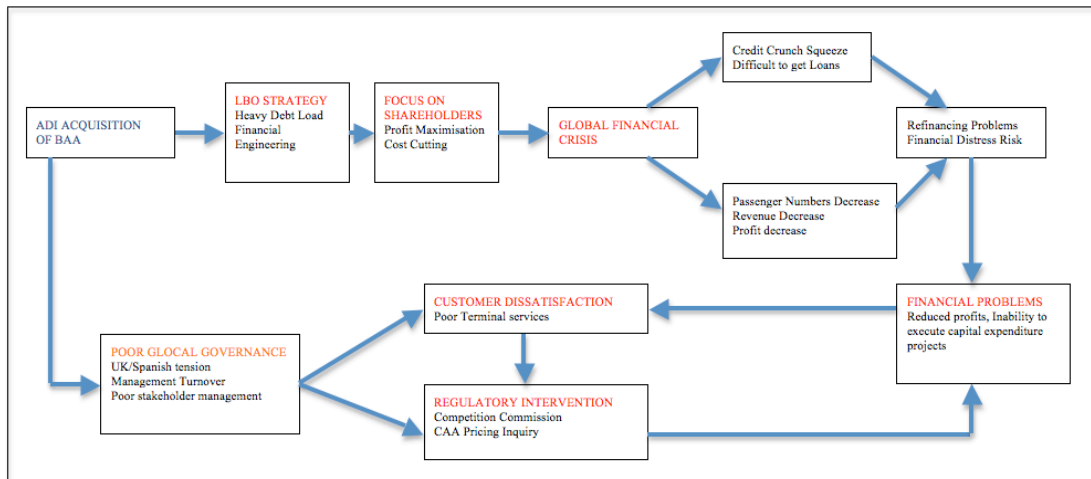 ADI ACQUISITION
OF BAA
LBO STRATEGY
Heavy Debt Load
Financial
Engineering
FOCUS ON
SHAREHOLDERS
Profit Maximisation
Cost Cutting
GLOBAL FINANCIAL
CRISIS
Credit Crunch Squeeze
Difficult to get Loans
Passenger Numbers Decrease
Revenue Decrease
Profit decrease
Refinancing Problems
Financial Distress Risk
FINANCIAL PROBLEMS
Reduced profits, Inability to
execute capital expenditure
projects
CUSTOMER DISSATISFACTION
Poor Terminal services
POOR GLOCAL GOVERNANCE
UK/Spanish tension
Management Turnover
Poor stakeholder management
REGULATORY INTERVENTION
Competition Commission
CAA Pricing Inquiry